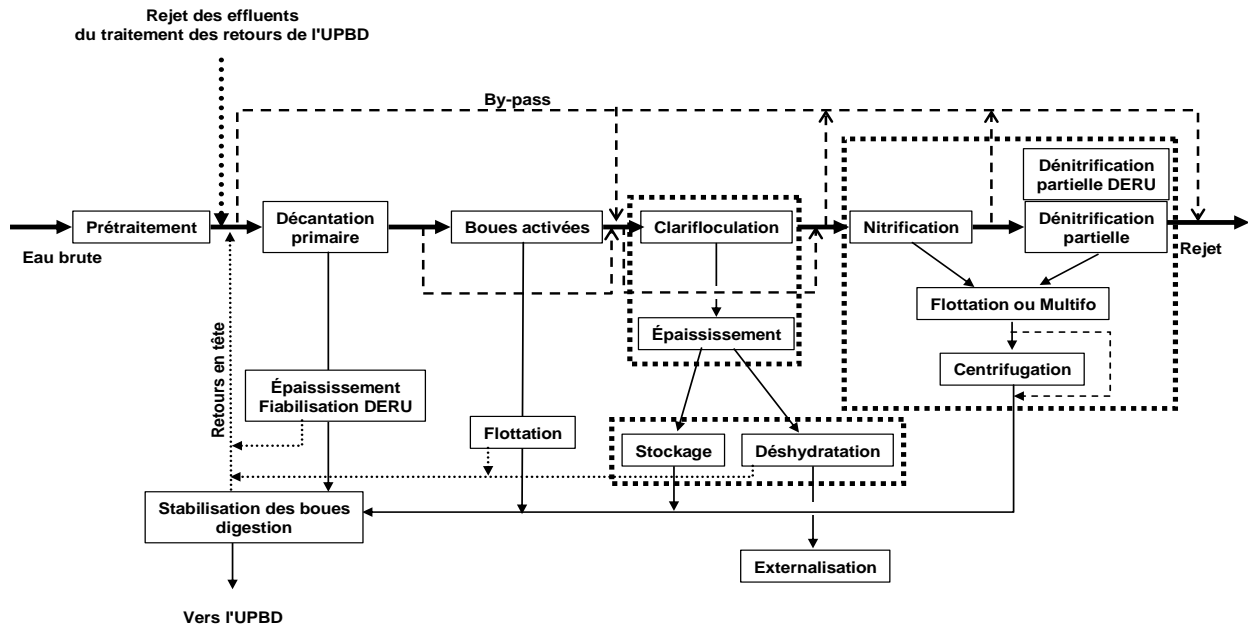 Rejet des effluents
du traitement des retours de l'UPBD
By-pass
Dénitrification
partielle DERU
Prétraitement
Décantation
primaire
Boues activées
Clarifloculation
Nitrification
Dénitrification
partielle
Eau brute
Rejet
Flottation ou Multifo
Épaississement
Centrifugation
Retours en tête
Épaississement
Fiabilisation DERU
Flottation
Stockage
Déshydratation
Stabilisation des boues
digestion
Externalisation
Vers l'UPBD